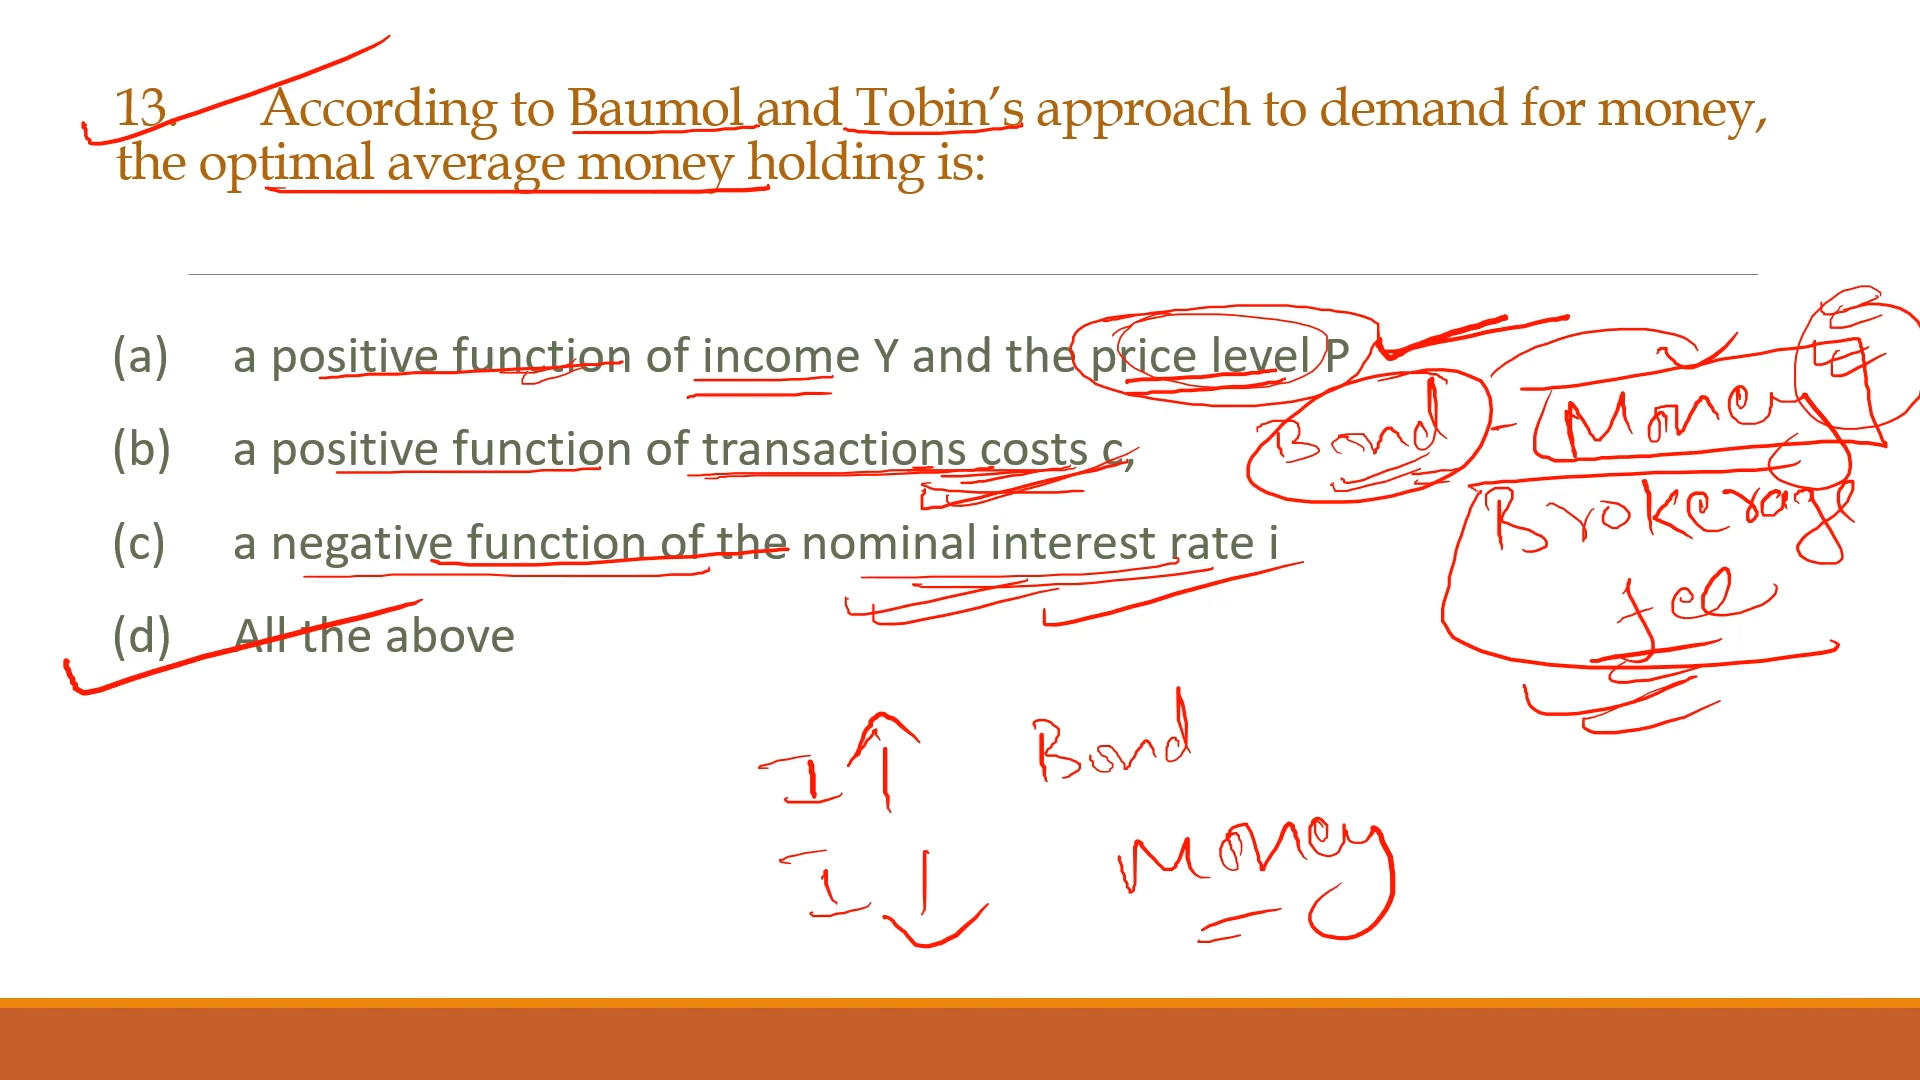 13. According to Baumol and Tobin’s approach to demand for money,
the optimal average money holding is:
(a) a positive function of income Y and the price level P
(b) a positive function of transactions costs c,
(c) a negative function of the nominal interest rate i
(d) All the above
Bond - Money
Brokerage
fee
I ↑ Bond
I ↓ Money